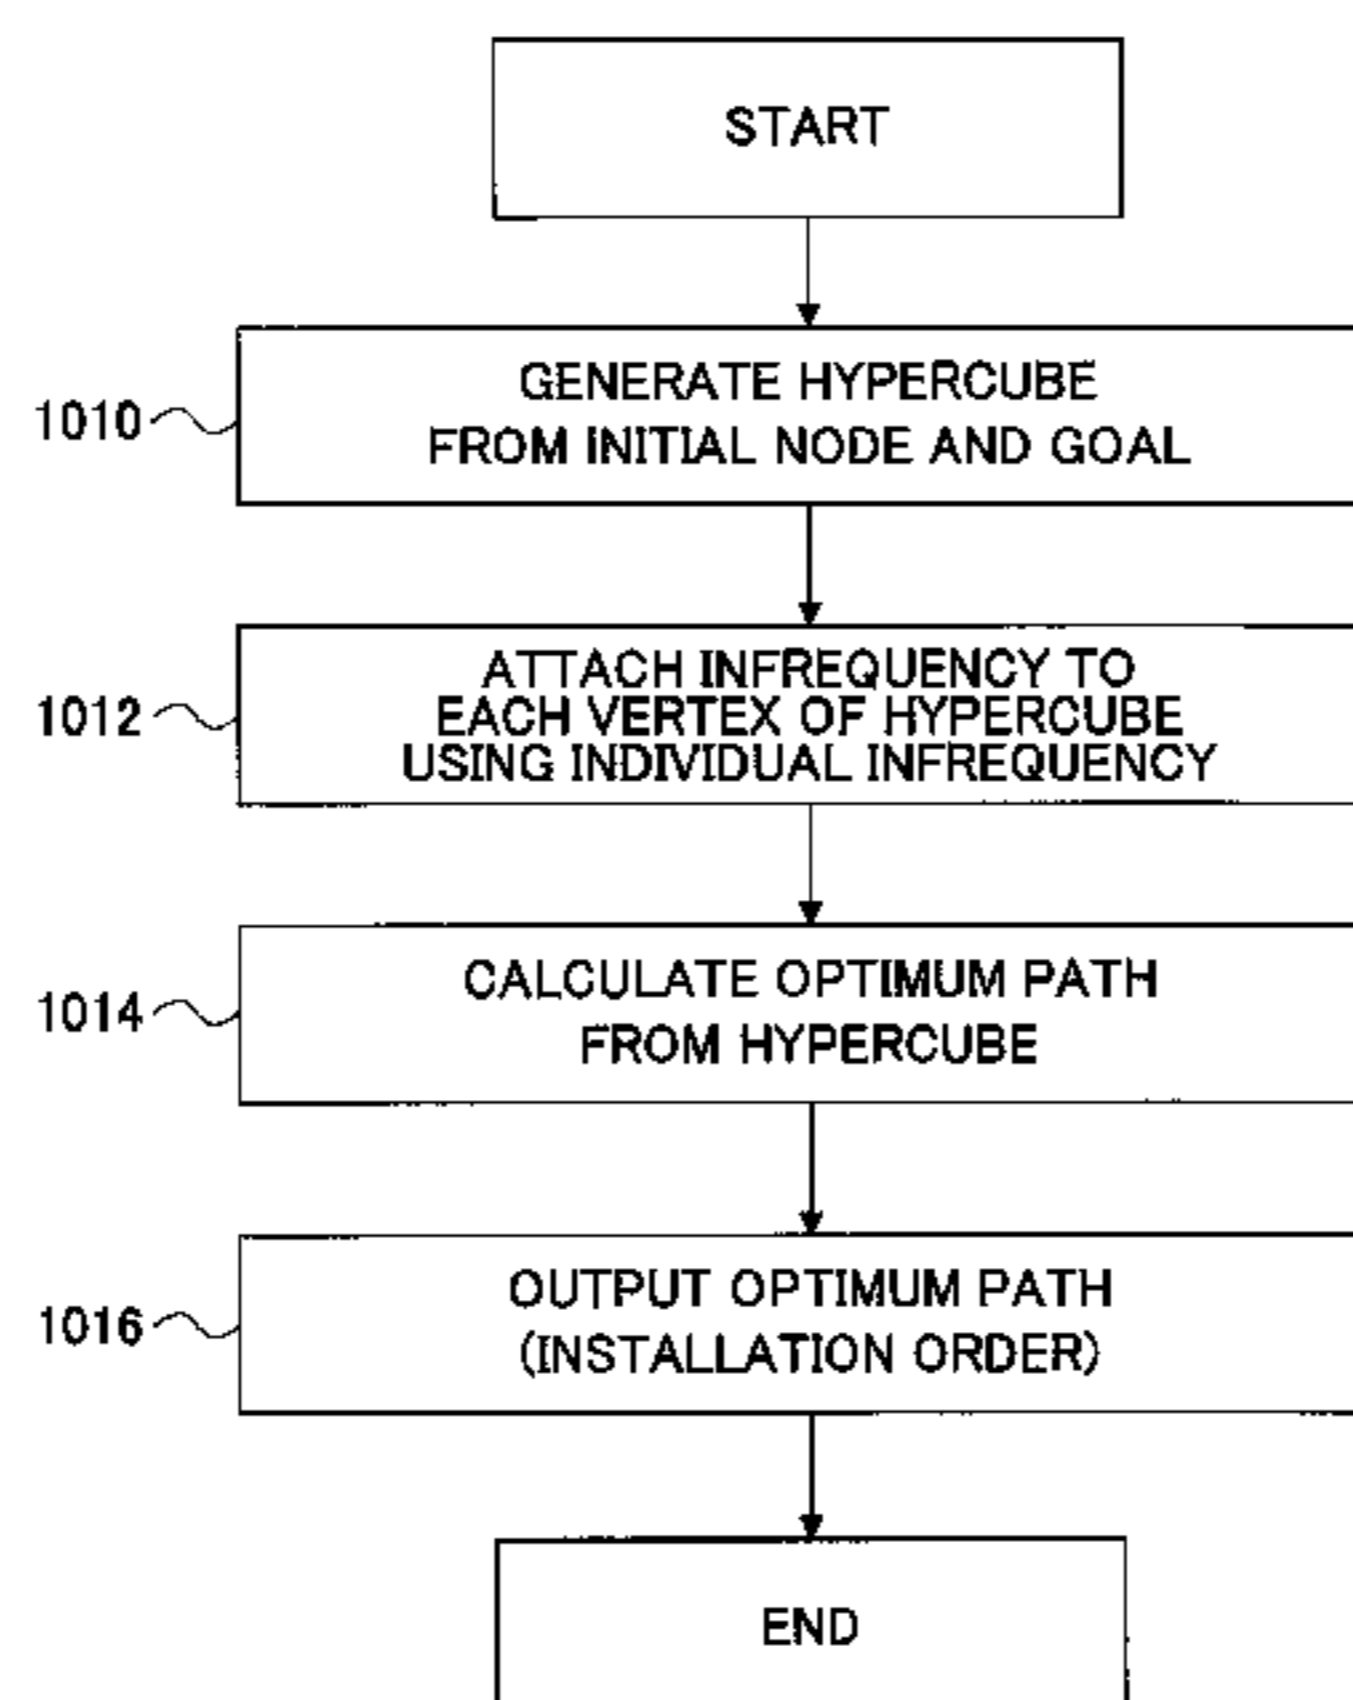 START
1010
GENERATE HYPERCUBE
FROM INITIAL NODE AND GOAL
1012
ATTACH INFREQUENCY TO
EACH VERTEX OF HYPERCUBE
USING INDIVIDUAL INFREQUENCY
1014
CALCULATE OPTIMUM PATH
FROM HYPERCUBE
1016
OUTPUT OPTIMUM PATH
(INSTALLATION ORDER)
END